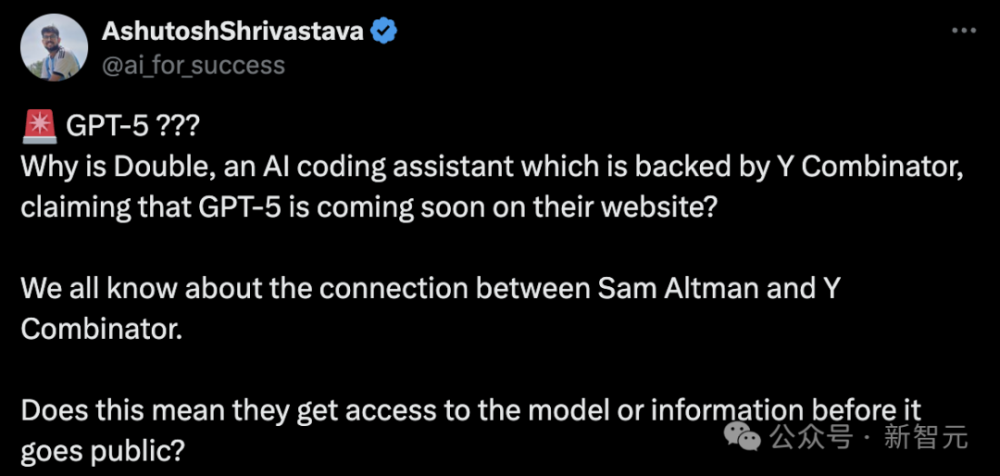 AshutoshShrivastava
@ai_for_success
🚨 GPT-5 ???
Why is Double, an AI coding assistant which is backed by Y Combinator,
claiming that GPT-5 is coming soon on their website?
We all know about the connection between Sam Altman and Y
Combinator.
Does this mean they get access to the model or information before it
goes public?
公众号 · 新智元